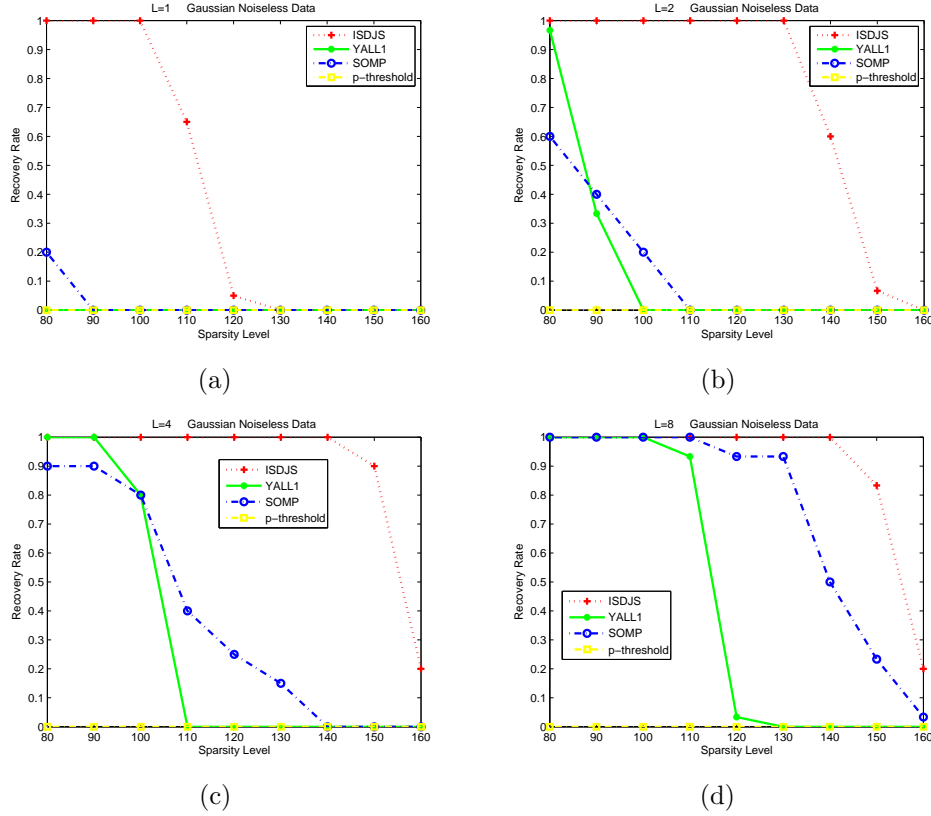 L=1 Gaussian Noiseless Data
1
0.9
0.8
0.7
0.6
0.5
0.4
0.3
0.2
0.1
0
Recovery Rate
ISDJS
YALL1
SOMP
p-threshold
80 90 100 110 120 130 140 150 160
Sparsity Level
(a)
L=2 Gaussian Noiseless Data
1
0.9
0.8
0.7
0.6
0.5
0.4
0.3
0.2
0.1
0
Recovery Rate
ISDJS
YALL1
SOMP
p-threshold
80 90 100 110 120 130 140 150 160
Sparsity Level
(b)
L=4 Gaussian Noiseless Data
1
0.9
0.8
0.7
0.6
0.5
0.4
0.3
0.2
0.1
0
Recovery Rate
ISDJS
YALL1
SOMP
p-threshold
80 90 100 110 120 130 140 150 160
Sparsity Level
(c)
L=8 Gaussian Noiseless Data
1
0.9
0.8
0.7
0.6
0.5
0.4
0.3
0.2
0.1
0
Recovery Rate
ISDJS
YALL1
SOMP
p-threshold
80 90 100 110 120 130 140 150 160
Sparsity Level
(d)